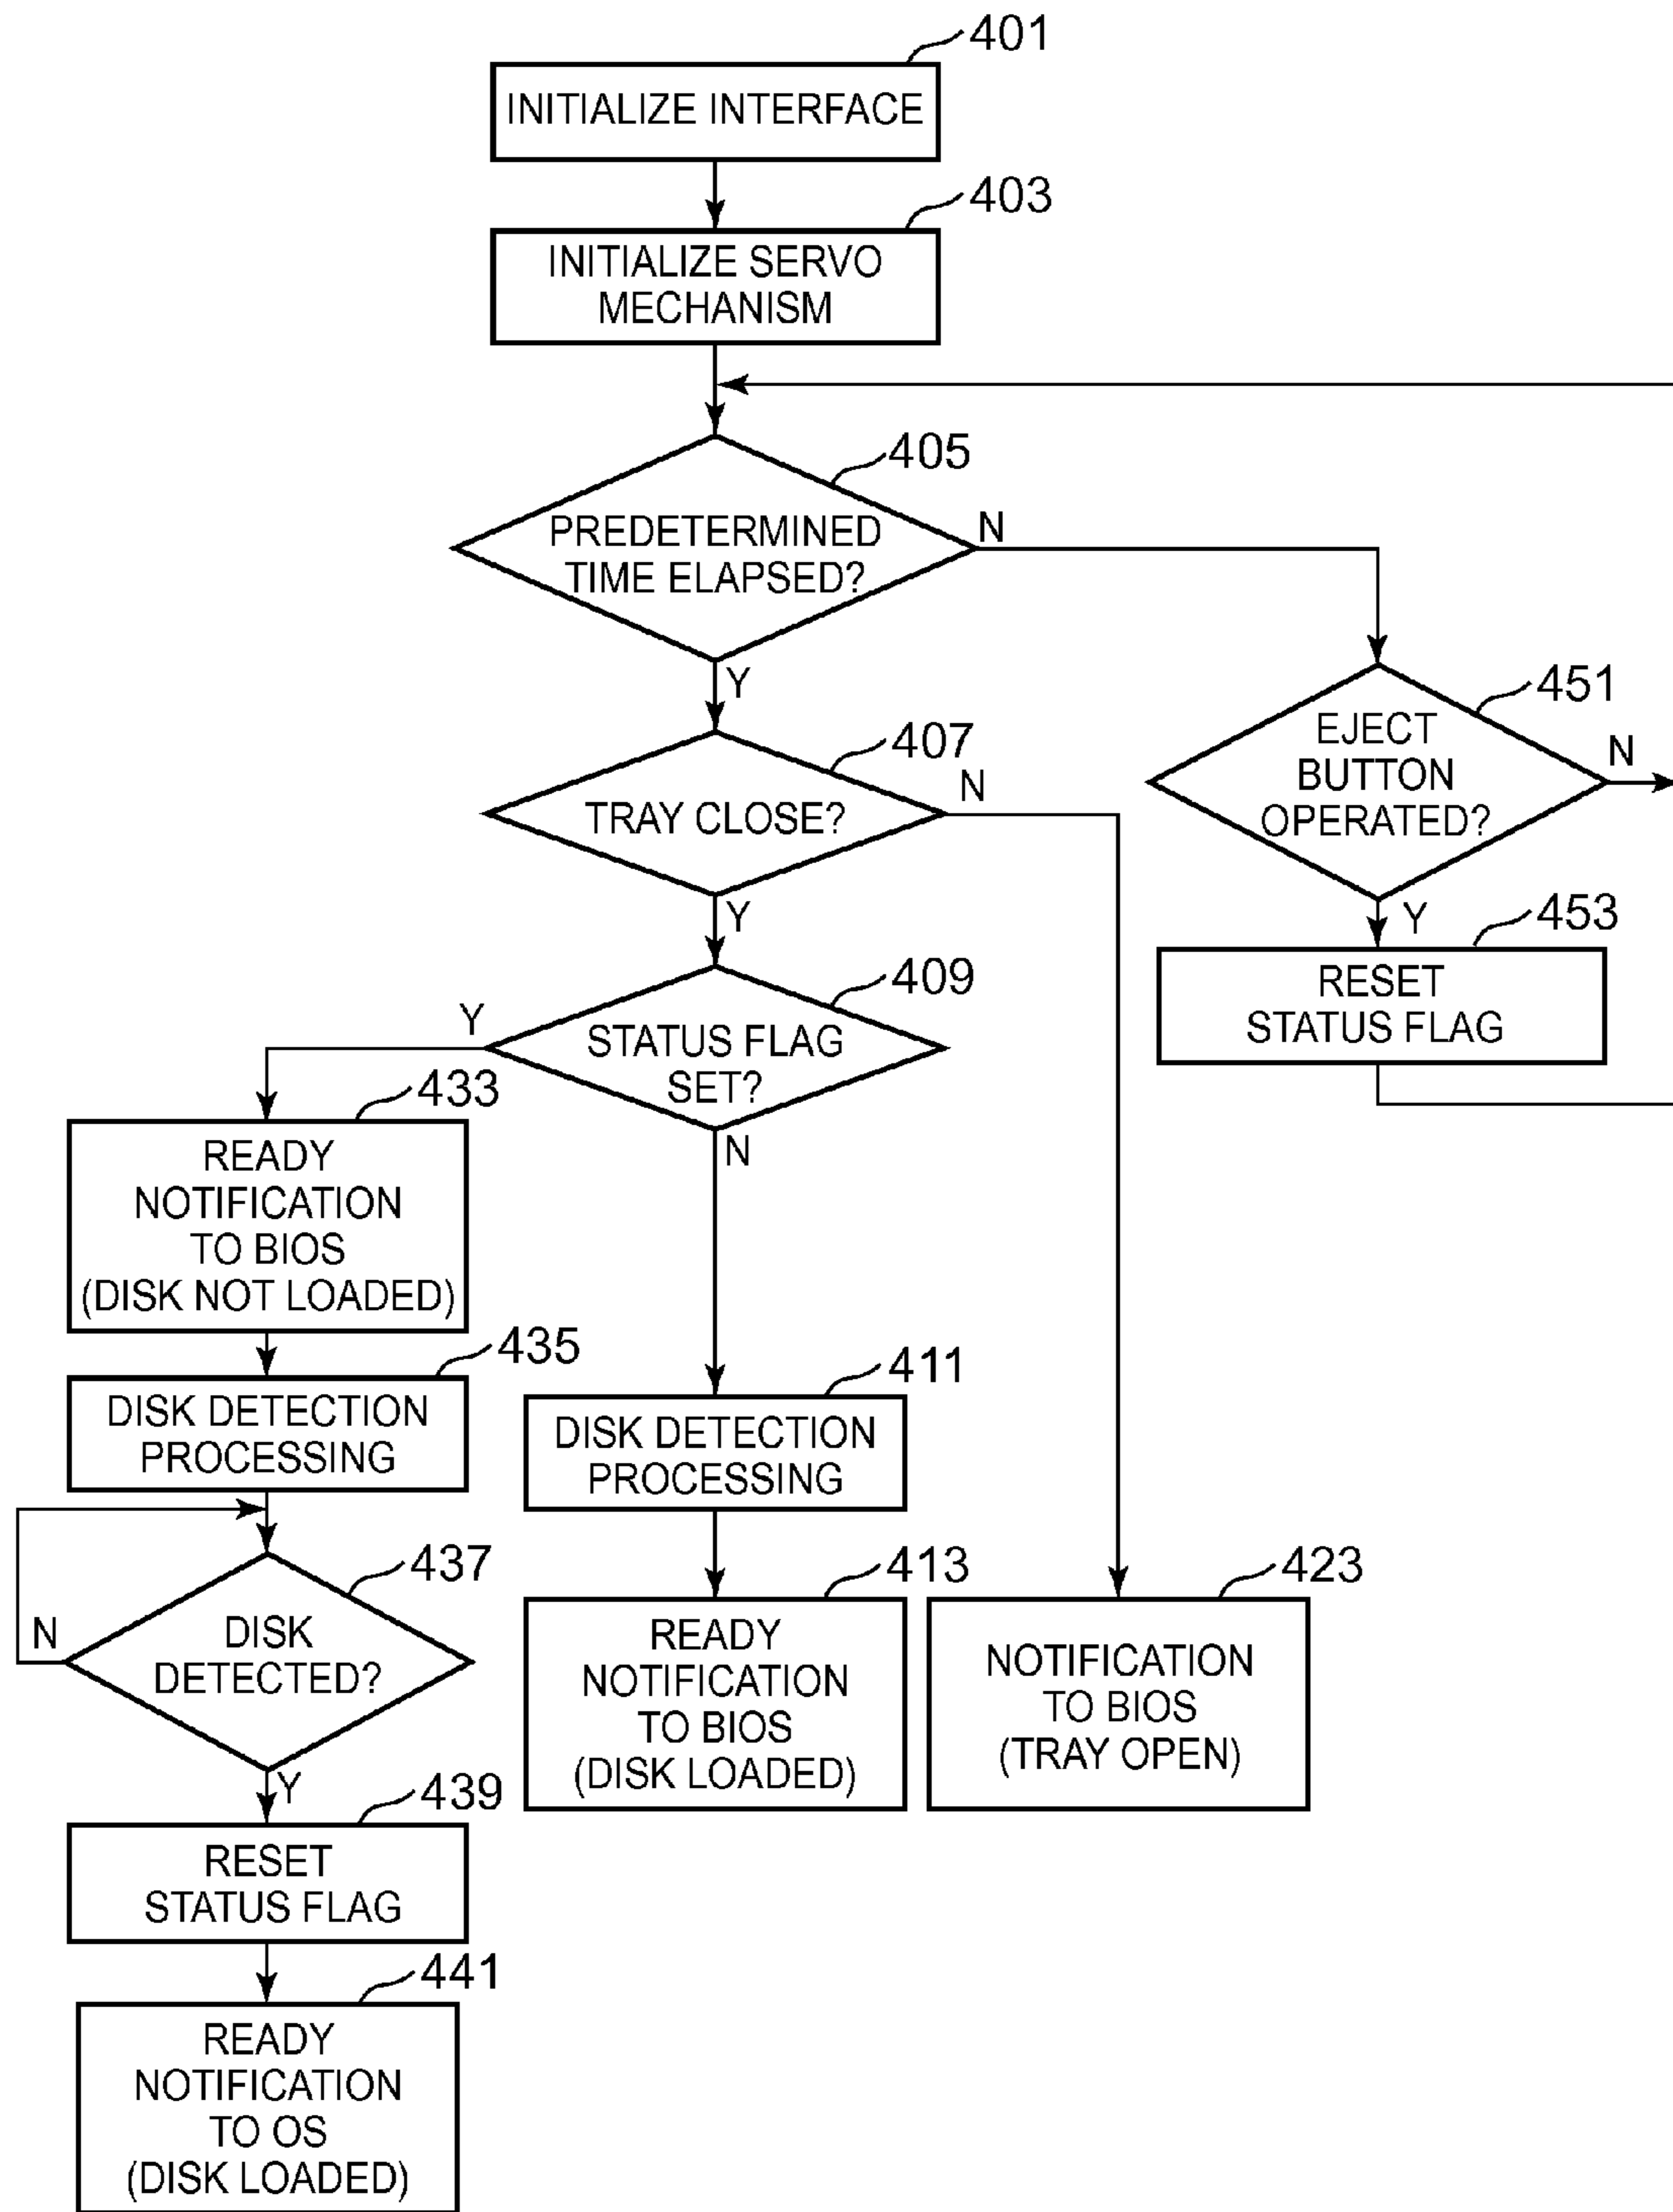 401
INITIALIZE INTERFACE
403
INITIALIZE SERVO
MECHANISM
405
PREDETERMINED
TIME ELAPSED?
N
Y
451
EJECT
BUTTON
OPERATED?
N
Y
453
RESET
STATUS FLAG
407
TRAY CLOSE?
N
Y
409
STATUS FLAG
SET?
Y
N
433
READY
NOTIFICATION
TO BIOS
(DISK NOT LOADED)
435
DISK DETECTION
PROCESSING
437
DISK
DETECTED?
N
Y
439
RESET
STATUS FLAG
441
READY
NOTIFICATION
TO OS
(DISK LOADED)
411
DISK DETECTION
PROCESSING
413
READY
NOTIFICATION
TO BIOS
(DISK LOADED)
423
NOTIFICATION
TO BIOS
(TRAY OPEN)